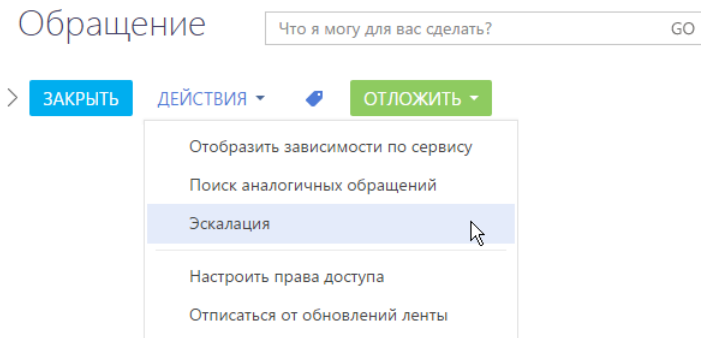 Обращение
Что я могу для вас сделать? GO
ЗАКРЫТЬ ДЕЙСТВИЯ ОТЛОЖИТЬ
Отобразить зависимости по сервису
Поиск аналогичных обращений
Эскалация
Настроить права доступа
Отписаться от обновлений ленты